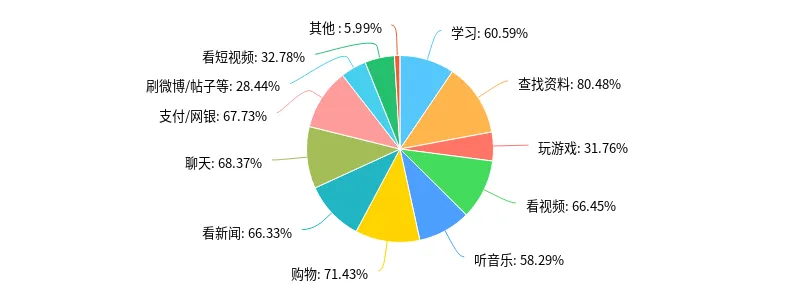 其他 : 5.99%
学习: 60.59%
看短视频: 32.78%
刷微博/帖子等: 28.44%
查找资料: 80.48%
支付/网银: 67.73%
玩游戏: 31.76%
聊天: 68.37%
看视频: 66.45%
看新闻: 66.33%
听音乐: 58.29%
购物: 71.43%